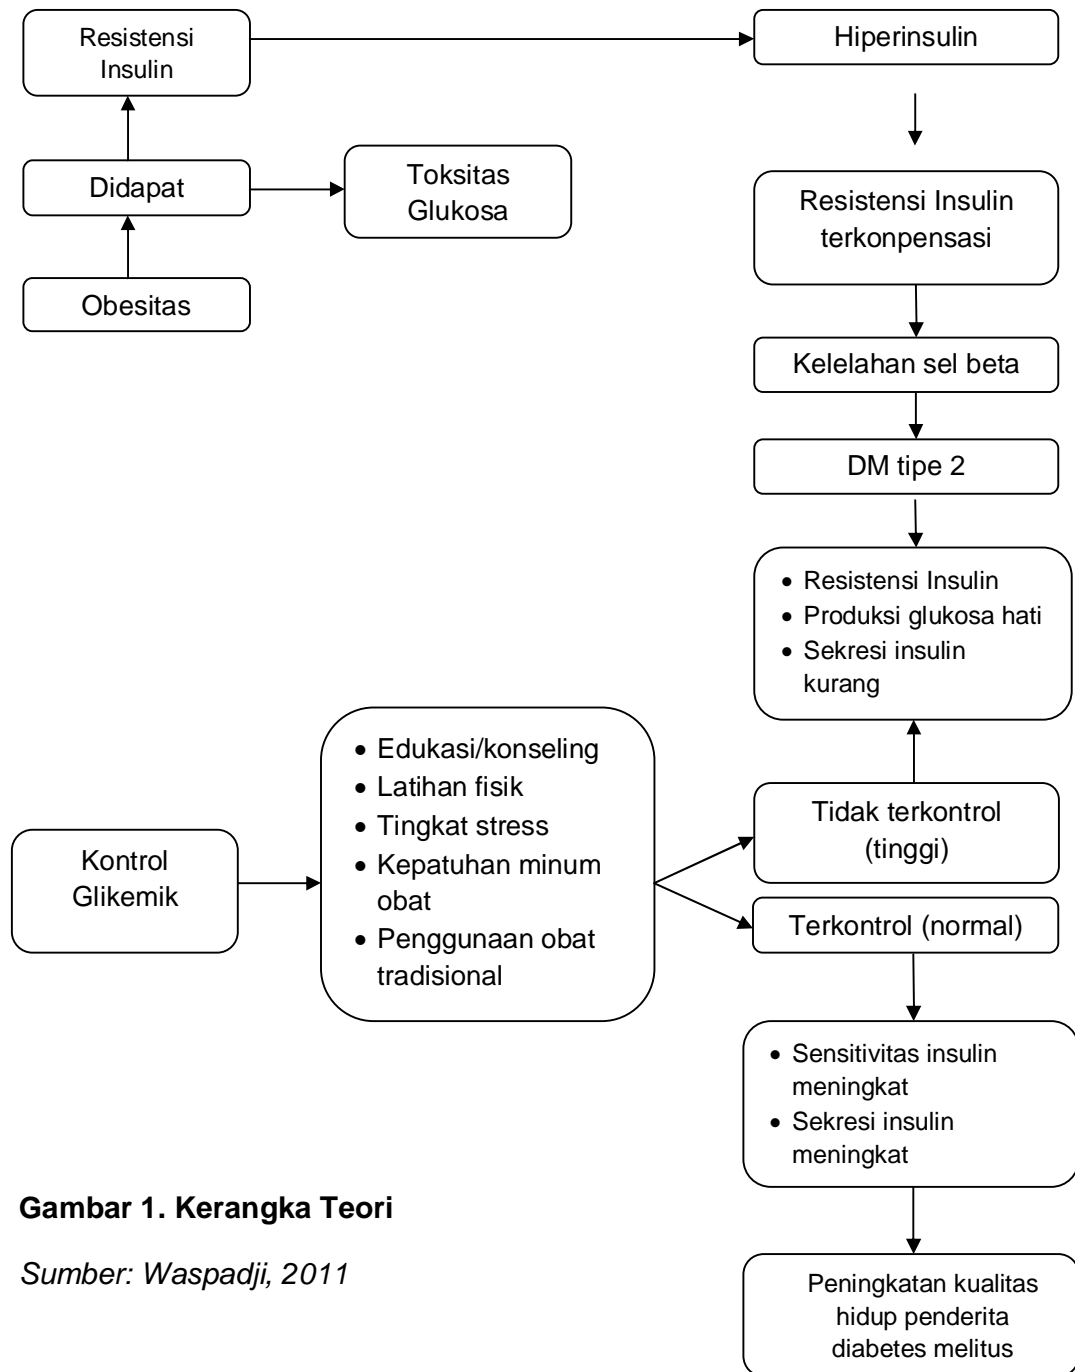 Resistensi
Insulin
Hiperinsulin
Didapat
Toksitas
Glukosa
Resistensi Insulin
terkonpensasi
Obesitas
Kelelahan sel beta
DM tipe 2
• Resistensi Insulin
• Produksi glukosa hati
• Sekresi insulin
kurang
Kontrol
Glikemik
• Edukasi/konseling
• Latihan fisik
• Tingkat stress
• Kepatuhan minum
obat
• Penggunaan obat
tradisional
Tidak terkontrol
(tinggi)
Terkontrol (normal)
• Sensitivitas insulin
meningkat
• Sekresi insulin
meningkat
Gambar 1. Kerangka Teori
Sumber: Waspadji, 2011
Peningkatan kualitas
hidup penderita
diabetes melitus